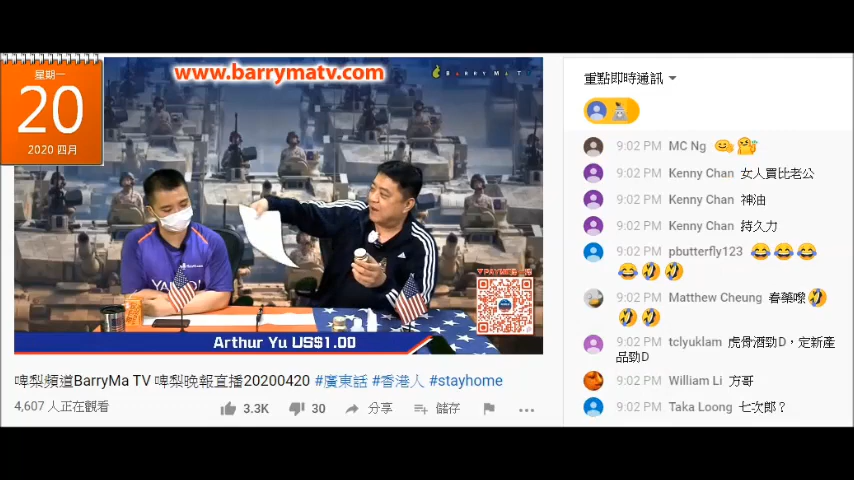 www.barrymatv.com
BARRYMAT
星期一
20
2020 四月
YAHOO!
Arthur Yu US$1.00
啤梨頻道BarryMa TV 啤梨晚報直播20200420 #廣東話 #香港人 #stayhome
4,607 人正在觀看
3.3K
30
分享
儲存
重點即時通訊
9:02 PM MC Ng 😊🤗
9:02 PM Kenny Chan 女人買比老公
9:02 PM Kenny Chan 神油
9:02 PM Kenny Chan 持久力
9:02 PM pbutterfly123 😂😂😂
😂🤣🤣
9:02 PM Matthew Cheung 春藥嚟🤣
🤣🤣
9:02 PM tclyuklam 虎骨酒勁D，定新產
品勁D
9:02 PM William Li 方哥
9:02 PM Taka Loong 七次郎？